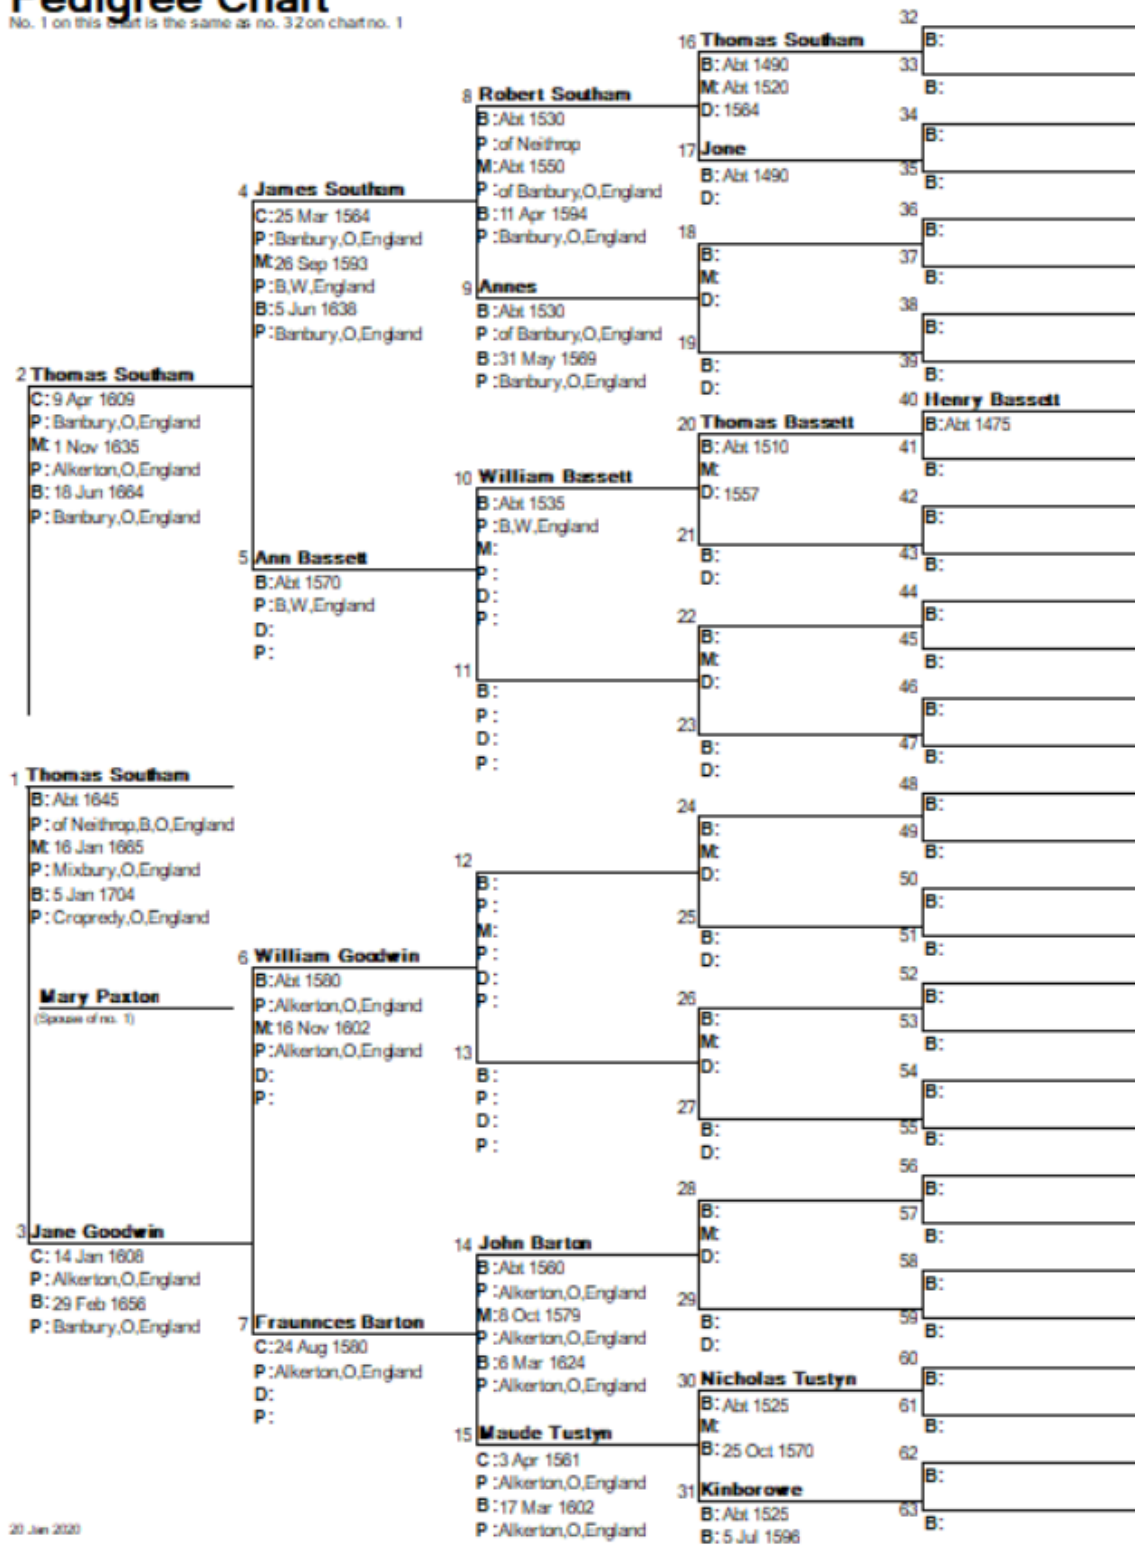 Pedigree Chart
No. 1 on this chart is the same as no. 32 on chart no. 1
2 Thomas Southam
C: 9 Apr 1609
P: Banbury,O,England
M: 1 Nov 1635
P: Alkerton,O,England
B: 18 Jun 1664
P: Banbury,O,England
1 Thomas Southam
B: Abt 1645
P: of Neithrop,B,O,England
M: 16 Jan 1665
P: Mixbury,O,England
B: 5 Jan 1704
P: Cropredy,O,England
Mary Paxton
(Spouse of no. 1)
3 Jane Goodwin
C: 14 Jan 1608
P: Alkerton,O,England
B: 29 Feb 1656
P: Banbury,O,England
20 Jan 2020
4 James Southam
C: 25 Mar 1564
P: Banbury,O,England
M: 26 Sep 1593
P: B,W,England
B: 5 Jun 1638
P: Banbury,O,England
5 Ann Bassett
B: Abt 1570
P: B,W,England
D:
P:
6 William Goodwin
B: Abt 1580
P: Alkerton,O,England
M: 16 Nov 1602
P: Alkerton,O,England
D:
P:
7 Fraunnces Barton
C: 24 Aug 1580
P: Alkerton,O,England
D:
P:
8 Robert Southam
B: Abt 1530
P: of Neithrop
M: Abt 1550
P: of Banbury,O,England
B: 11 Apr 1594
P: Banbury,O,England
9 Annes
B: Abt 1530
P: of Banbury,O,England
B: 31 May 1569
P: Banbury,O,England
10 William Bassett
B: Abt 1535
P: B,W,England
M:
P:
D:
P:
11
B:
P:
D:
P:
12
B:
P:
M:
P:
D:
P:
13
B:
P:
D:
P:
14 John Barton
B: Abt 1560
P: Alkerton,O,England
M: 8 Oct 1579
P: Alkerton,O,England
B: 6 Mar 1624
P: Alkerton,O,England
15 Maude Tustyn
C: 3 Apr 1561
P: Alkerton,O,England
B: 17 Mar 1602
P: Alkerton,O,England
16 Thomas Southam
B: Abt 1490
M: Abt 1520
D: 1564
17 Jone
B: Abt 1490
D:
18
B:
M:
D:
19
B:
D:
20 Thomas Bassett
B: Abt 1510
M:
D: 1557
21
B:
D:
22
B:
M:
D:
23
B:
D:
24
B:
M:
D:
25
B:
D:
26
B:
M:
D:
27
B:
D:
28
B:
M:
D:
29
B:
D:
30 Nicholas Tustyn
B: Abt 1525
M:
B: 25 Oct 1570
31 Kinborowe
B: Abt 1525
B: 5 Jul 1596
32
B:
33
B:
34
B:
35
B:
36
B:
37
B:
38
B:
39
B:
40 Henry Bassett
B: Abt 1475
41
B:
42
B:
43
B:
44
B:
45
B:
46
B:
47
B:
48
B:
49
B:
50
B:
51
B:
52
B:
53
B:
54
B:
55
B:
56
B:
57
B:
58
B:
59
B:
60
B:
61
B:
62
B:
63
B: